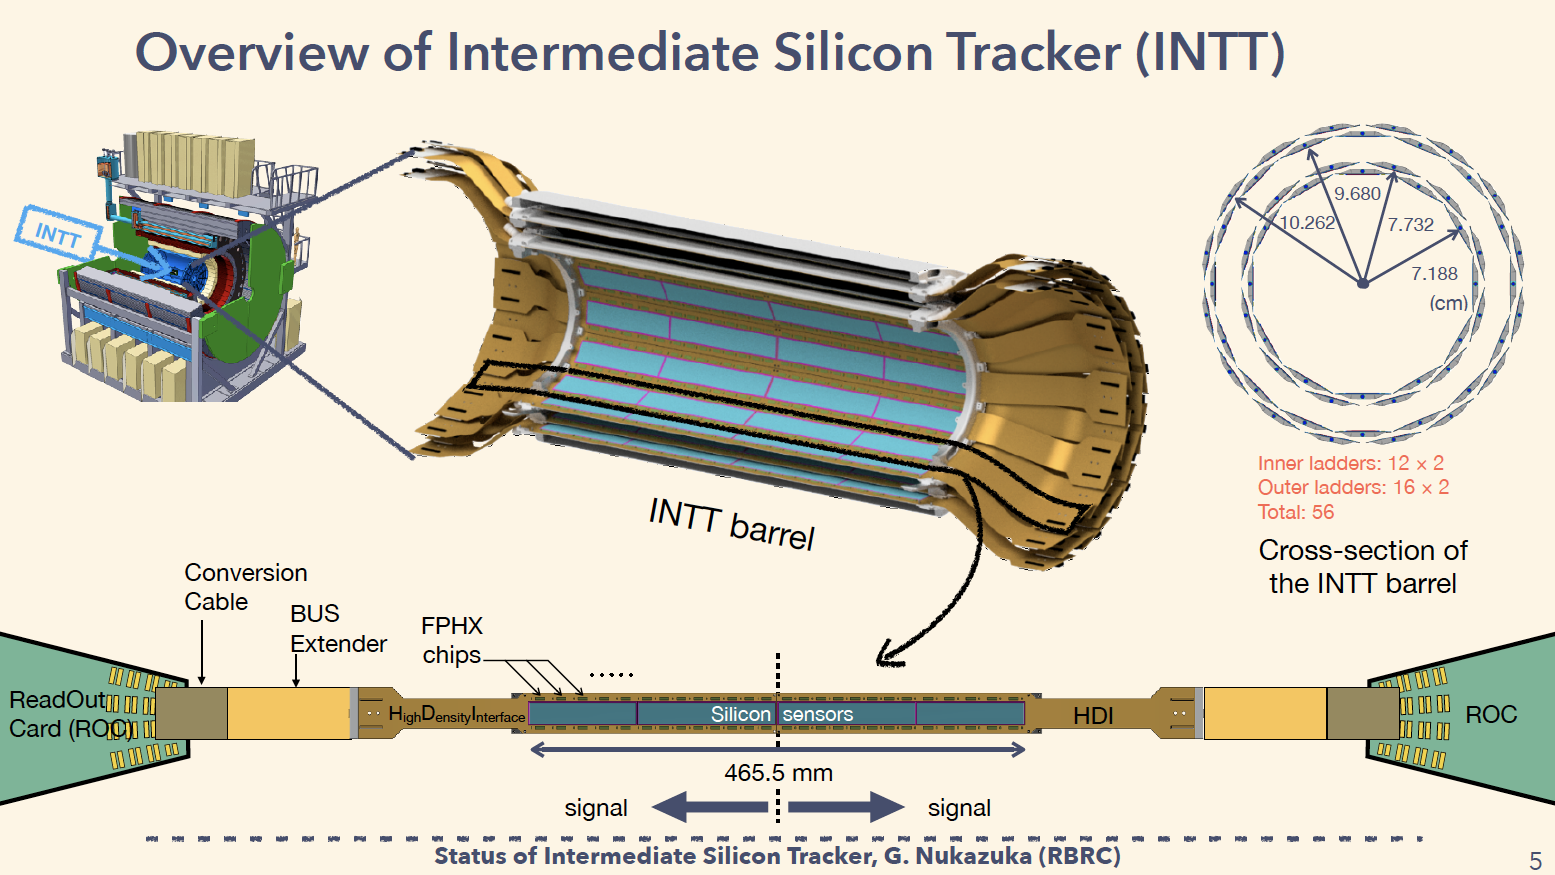 Overview of Intermediate Silicon Tracker (INTT)
INTT
9.680
10.262
7.732
7.188
(cm)
Inner ladders: 12 × 2
Outer ladders: 16 × 2
Total: 56
Cross-section of
the INTT barrel
INTT barrel
Conversion
Cable
BUS
Extender
FPHX
chips
......
ReadOut
Card (ROC)
HighDensityInterface
Silicon sensors
HDI
ROC
465.5 mm
signal
signal
Status of Intermediate Silicon Tracker, G. Nukazuka (RBRC)
5